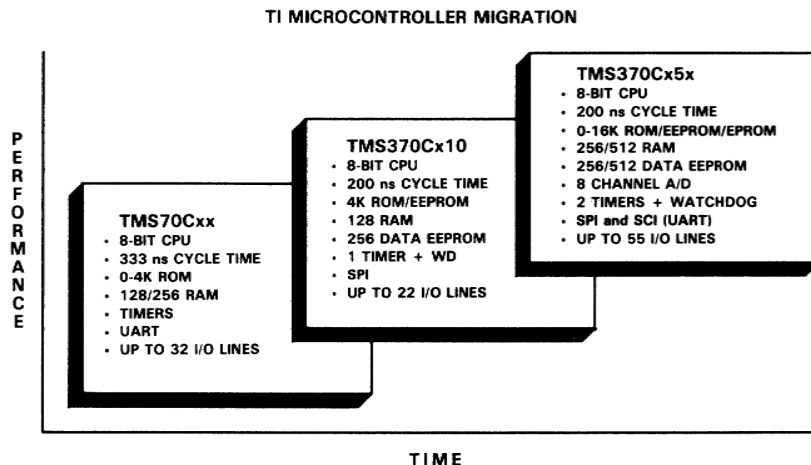 TI MICROCONTROLLER MIGRATION
PERFORMANCE
TMS70Cxx
• 8-BIT CPU
• 333 ns CYCLE TIME
• 0-4K ROM
• 128/256 RAM
• TIMERS
• UART
• UP TO 32 I/O LINES
TMS370Cx10
• 8-BIT CPU
• 200 ns CYCLE TIME
• 4K ROM/EEPROM
• 128 RAM
• 256 DATA EEPROM
• 1 TIMER + WD
• SPI
• UP TO 22 I/O LINES
TMS370Cx5x
• 8-BIT CPU
• 200 ns CYCLE TIME
• 0-16K ROM/EEPROM/EPROM
• 256/512 RAM
• 256/512 DATA EEPROM
• 8 CHANNEL A/D
• 2 TIMERS + WATCHDOG
• SPI and SCI (UART)
• UP TO 55 I/O LINES
TIME